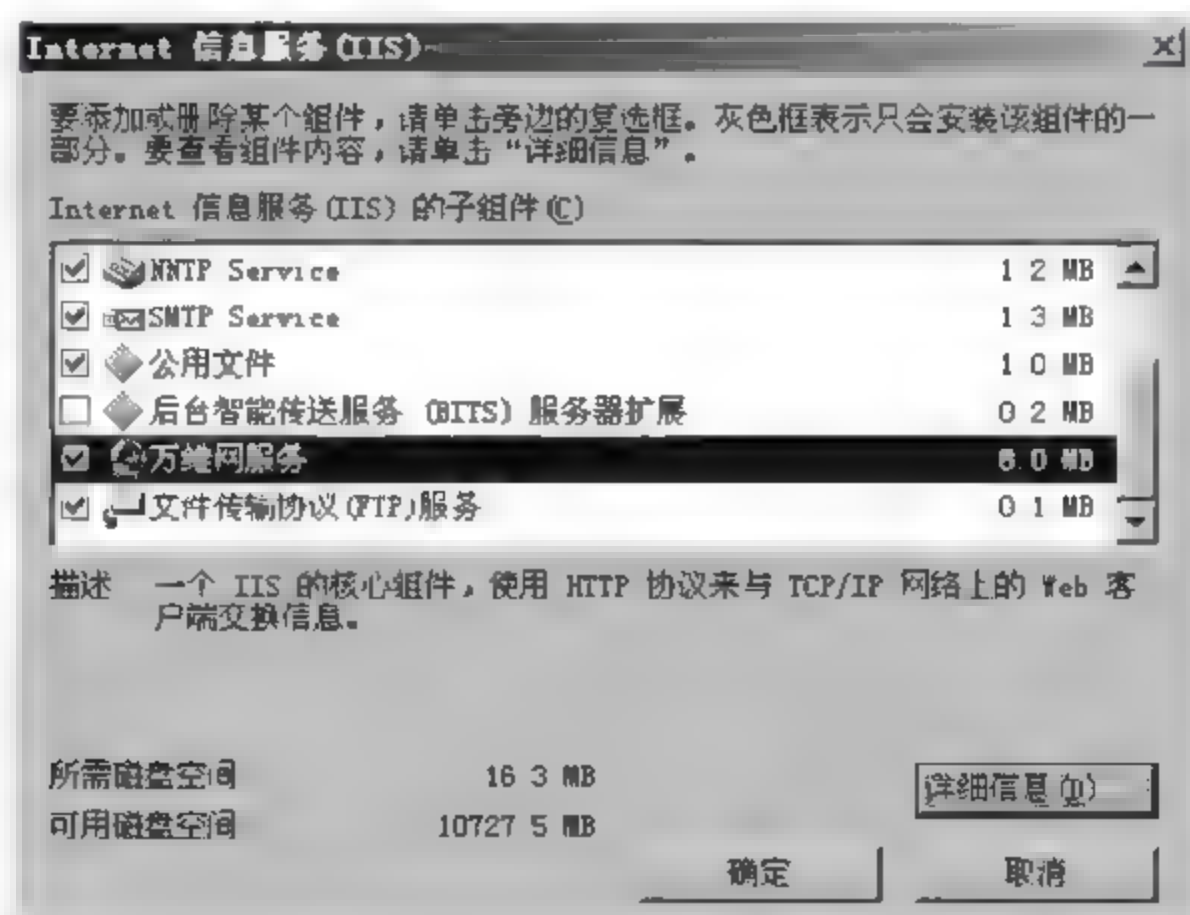 Internet 信息服务(IIS)
要添加或删除某个组件，请单击旁边的复选框。灰色框表示只会安装该组件的一
部分。要查看组件内容，请单击“详细信息”。
Internet 信息服务(IIS) 的子组件(C)
NNTP Service 1 2 MB
SMTP Service 1 3 MB
公用文件 1 0 MB
后台智能传送服务 (BITS) 服务器扩展 0 2 MB
万维网服务 6.0 MB
文件传输协议(FTP)服务 0 1 MB
描述 一个 IIS 的核心组件，使用 HTTP 协议来与 TCP/IP 网络上的 Web 客
户端交换信息。
所需磁盘空间 16 3 MB
详细信息(D)
可用磁盘空间 10727 5 MB
确定 取消